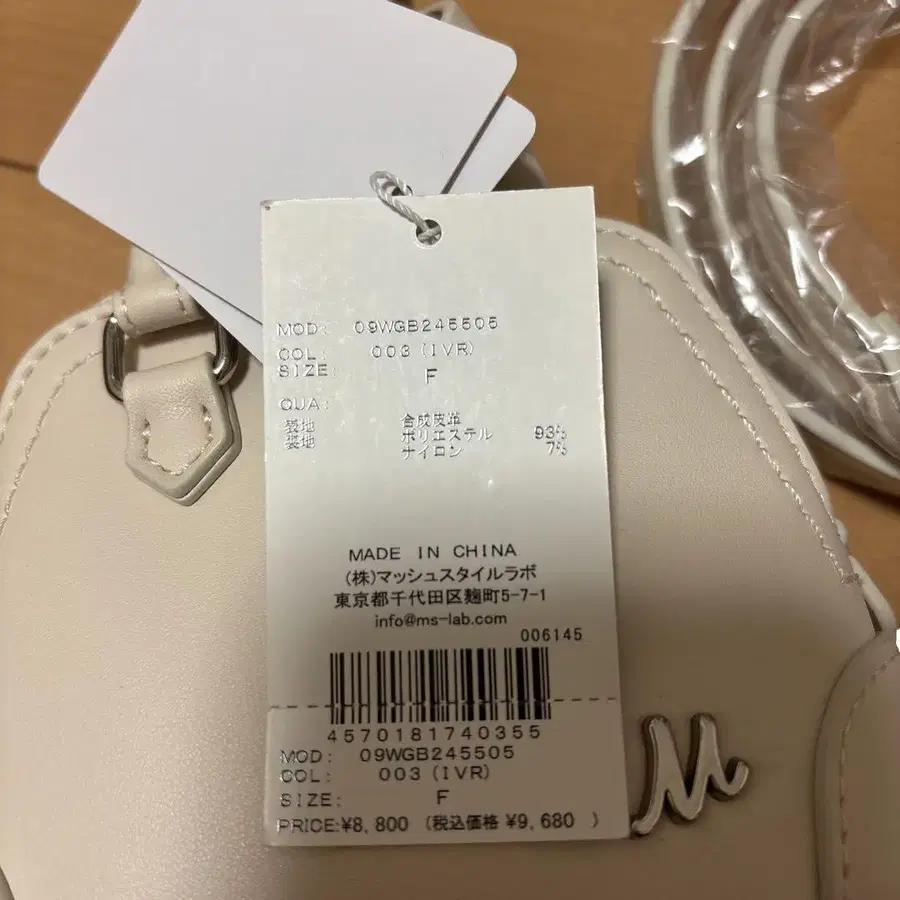 MOD: 09WGB245505
COL: 003(IVR)
SIZE: F
QUA:
表地 合成皮革
裏地 ポリエステル 93%
ナイロン 7%
MADE IN CHINA
(株)マッシュスタイルラボ
東京都千代田区麹町5-7-1
info@ms-lab.com
006145
4570181740355
MOD: 09WGB245505
COL: 003(IVR)
SIZE: F
PRICE:¥8,800 (税込価格 ¥9,680 )
M